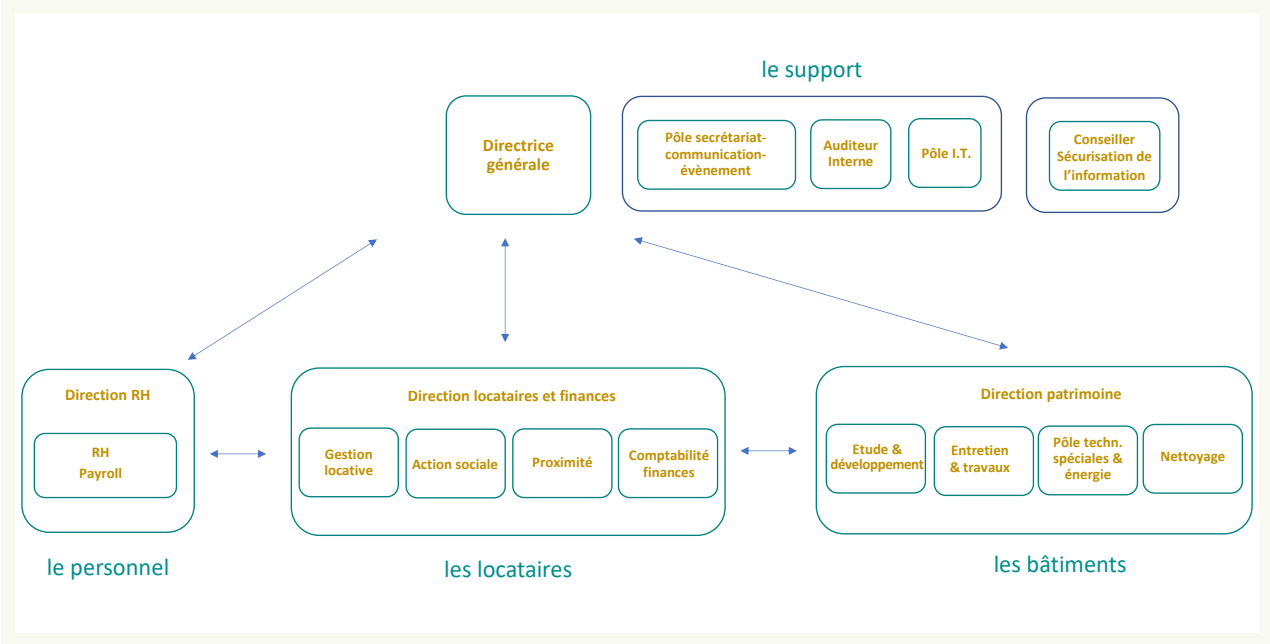 le support
Directrice
générale
Pôle secrétariat-
communication-
évènement
Auditeur
Interne
Pôle I.T.
Conseiller
Sécurisation de
l’information
Direction RH
RH
Payroll
le personnel
Direction locataires et finances
Gestion
locative
Action sociale
Proximité
Comptabilité
finances
les locataires
Direction patrimoine
Etude &
développement
Entretien
& travaux
Pôle techn.
spéciales &
énergie
Nettoyage
les bâtiments